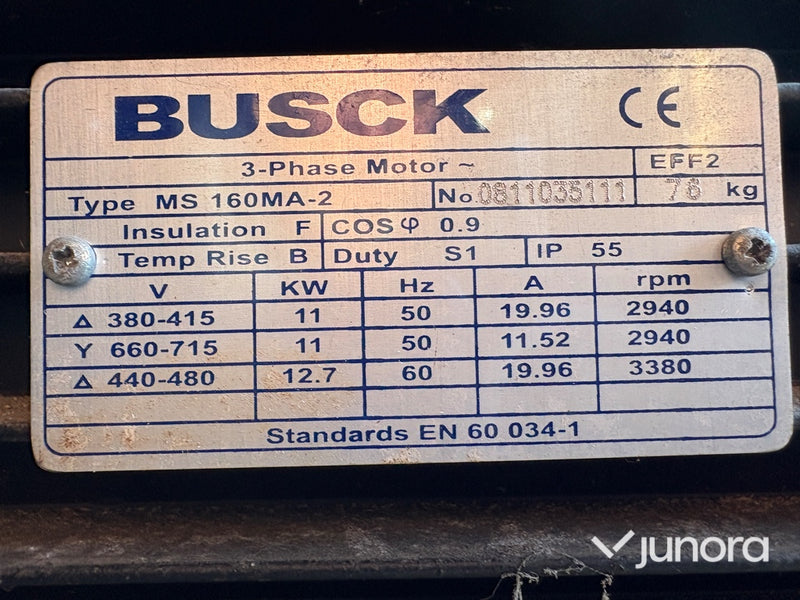 BUSCK CE
3-Phase Motor ~ EFF2
Type MS 160MA-2 No. 0811035111 76 kg
Insulation F COS φ 0.9
Temp Rise B Duty S1 IP 55
V KW Hz A rpm
Δ 380-415 11 50 19.96 2940
Y 660-715 11 50 11.52 2940
Δ 440-480 12.7 60 19.96 3380
Standards EN 60 034-1
junora